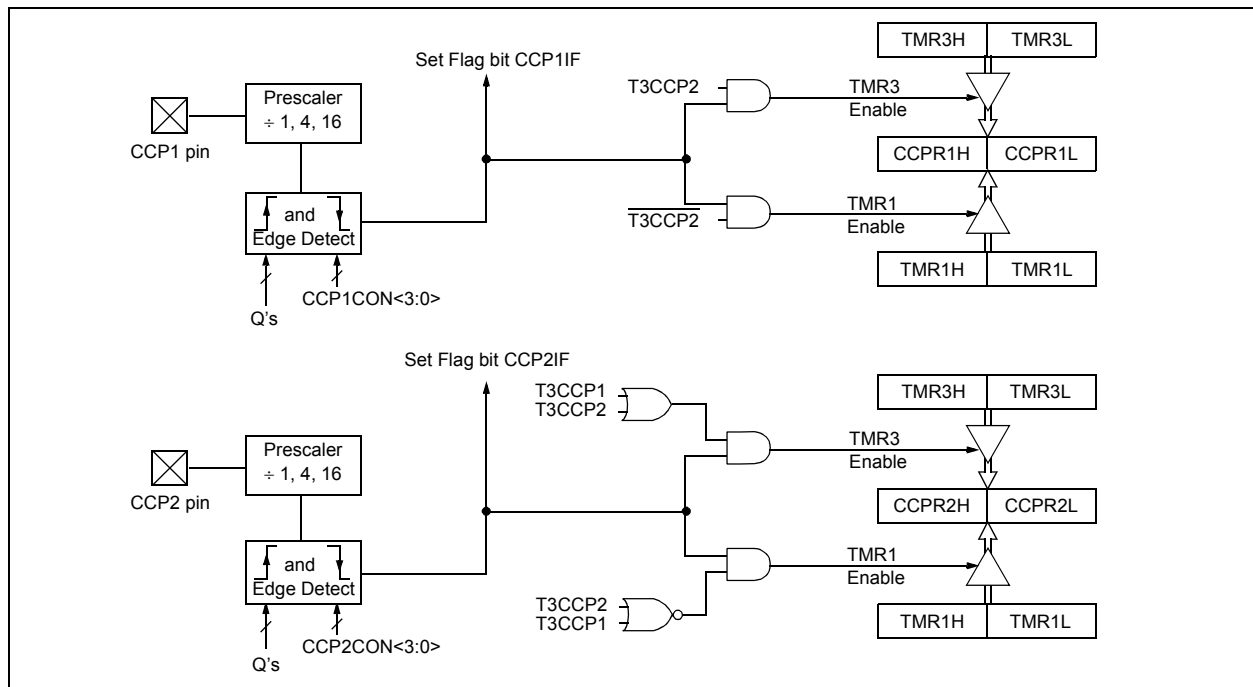 TMR3H TMR3L
Set Flag bit CCP1IF
T3CCP2
TMR3
Enable
Prescaler
÷ 1, 4, 16
CCP1 pin
CCPR1H CCPR1L
and
Edge Detect
T3CCP2
TMR1
Enable
TMR1H TMR1L
CCP1CON<3:0>
Q's
Set Flag bit CCP2IF
TMR3H TMR3L
T3CCP1
T3CCP2
TMR3
Enable
Prescaler
÷ 1, 4, 16
CCP2 pin
CCPR2H CCPR2L
and
Edge Detect
TMR1
Enable
T3CCP2
T3CCP1
TMR1H TMR1L
CCP2CON<3:0>
Q's